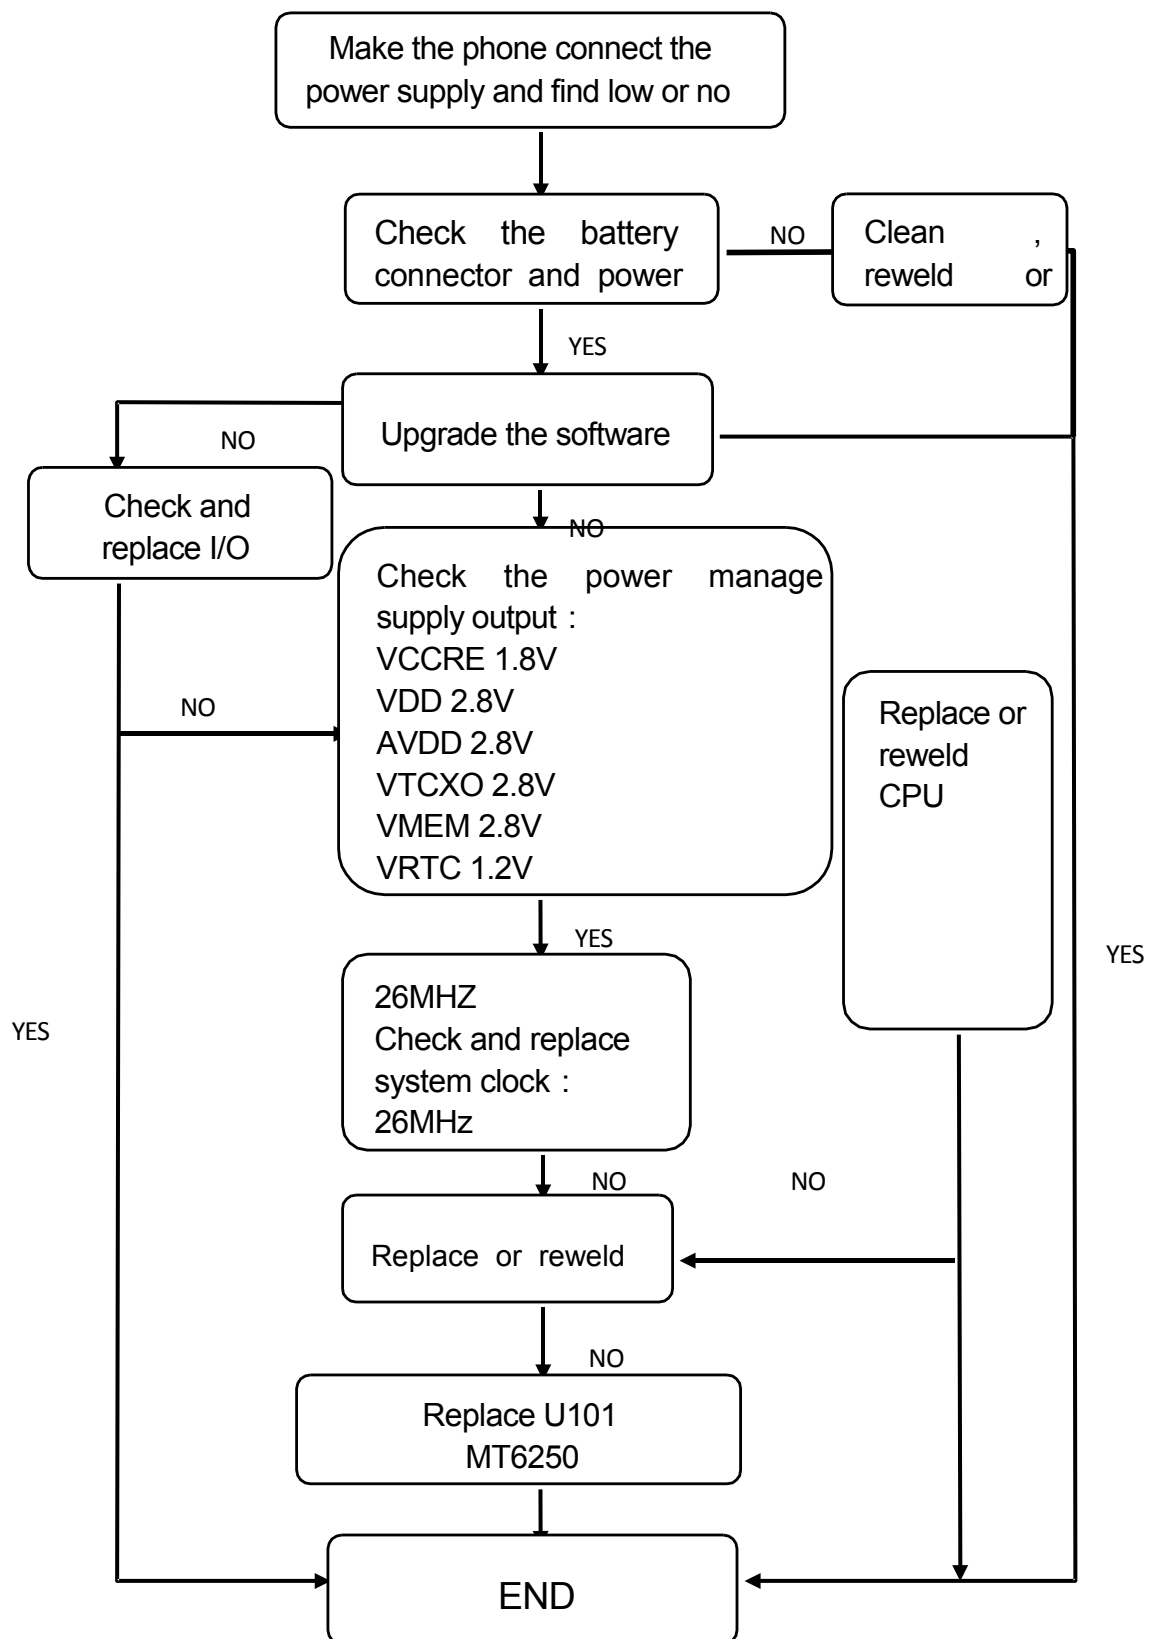 Make the phone connect the
power supply and find low or no
Check the battery
connector and power
NO
Clean ,
reweld or
YES
Upgrade the software
NO
Check and
replace I/O
NO
Check the power manage
supply output :
VCCRE 1.8V
VDD 2.8V
AVDD 2.8V
VTCXO 2.8V
VMEM 2.8V
VRTC 1.2V
NO
Replace or
reweld
CPU
YES
YES
YES
26MHZ
Check and replace
system clock :
26MHz
NO
NO
Replace or reweld
NO
Replace U101
MT6250
END